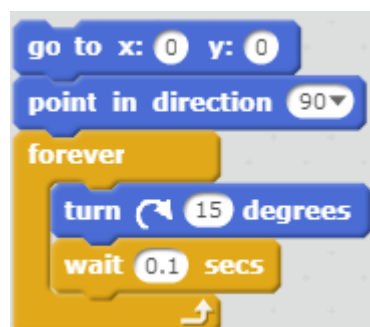 go to x: 0 y: 0
point in direction 90
forever
turn 15 degrees
wait 0.1 secs